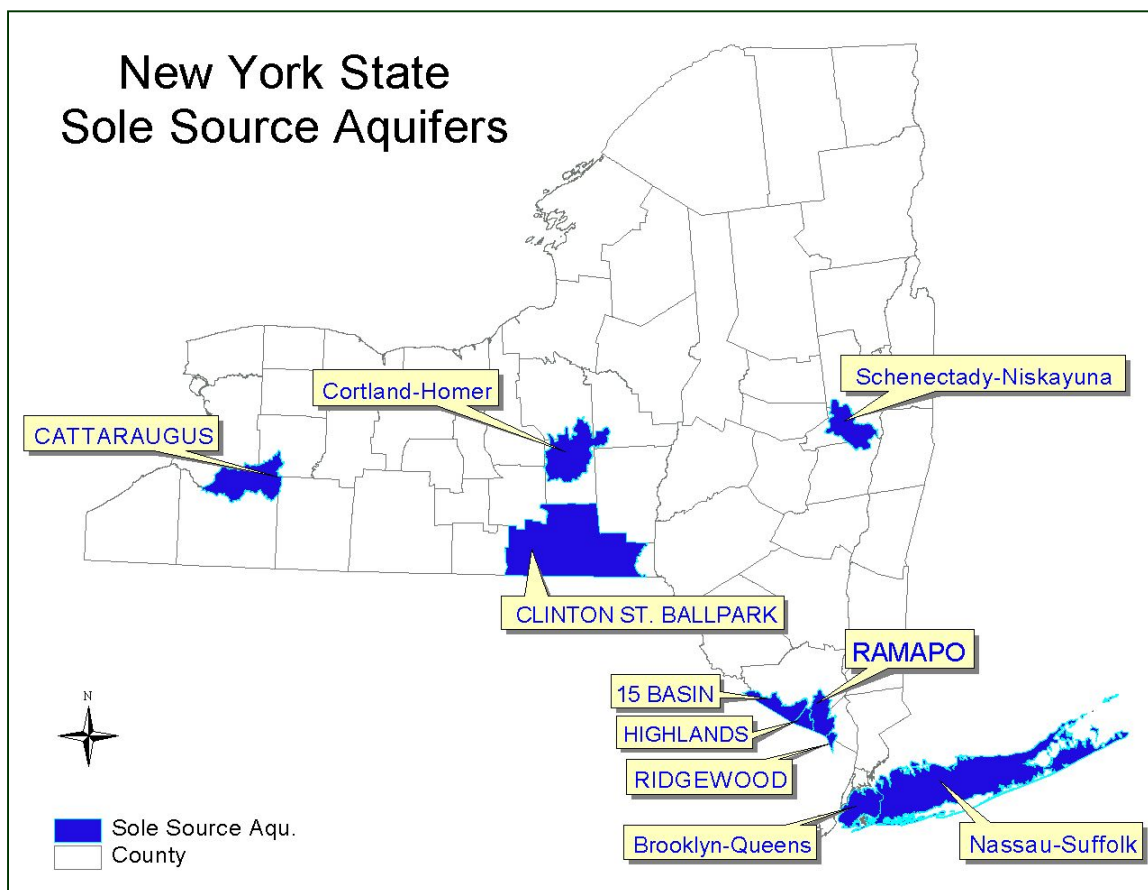 New York State
Sole Source Aquifers
Cortland-Homer
Schenectady-Niskayuna
CATTARAUGUS
CLINTON ST. BALLPARK
RAMAPO
15 BASIN
HIGHLANDS
RIDGEWOOD
Brooklyn-Queens
Nassau-Suffolk
N
Sole Source Aqu.
County